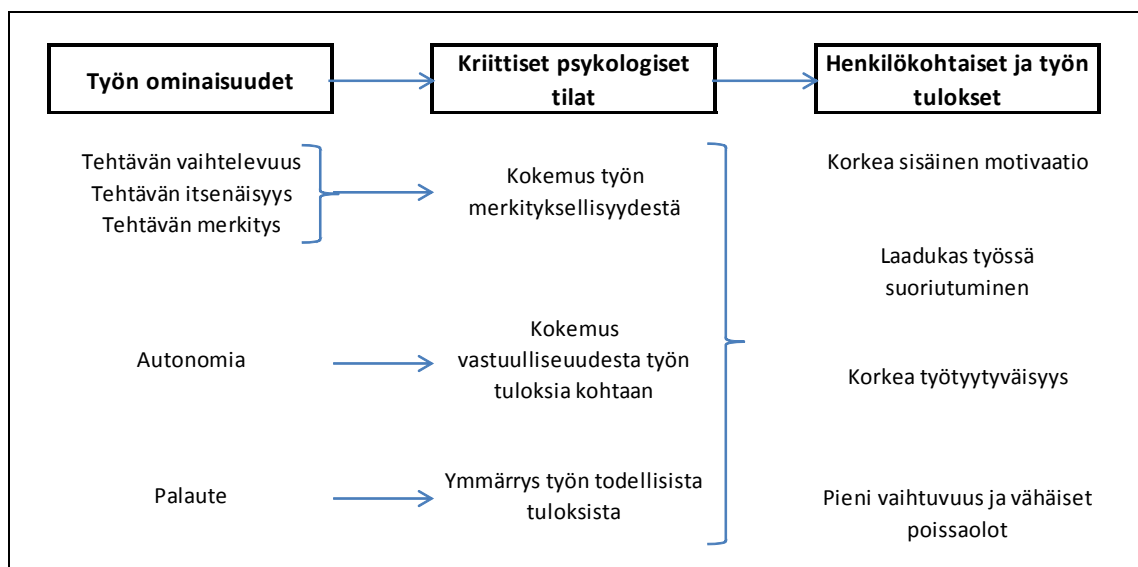 Työn ominaisuudet
Kriittiset psykologiset
tilat
Henkilökohtaiset ja työn
tulokset
Tehtävän vaihtelevuus
Tehtävän itsenäisyys
Tehtävän merkitys
Kokemus työn
merkityksellisyydestä
Korkea sisäinen motivaatio
Laadukas työssä
suoriutuminen
Autonomia
Kokemus
vastuulliseuudesta työn
tuloksia kohtaan
Korkea työtyytyväisyys
Palaute
Ymmärrys työn todellisista
tuloksista
Pieni vaihtuvuus ja vähäiset
poissaolot